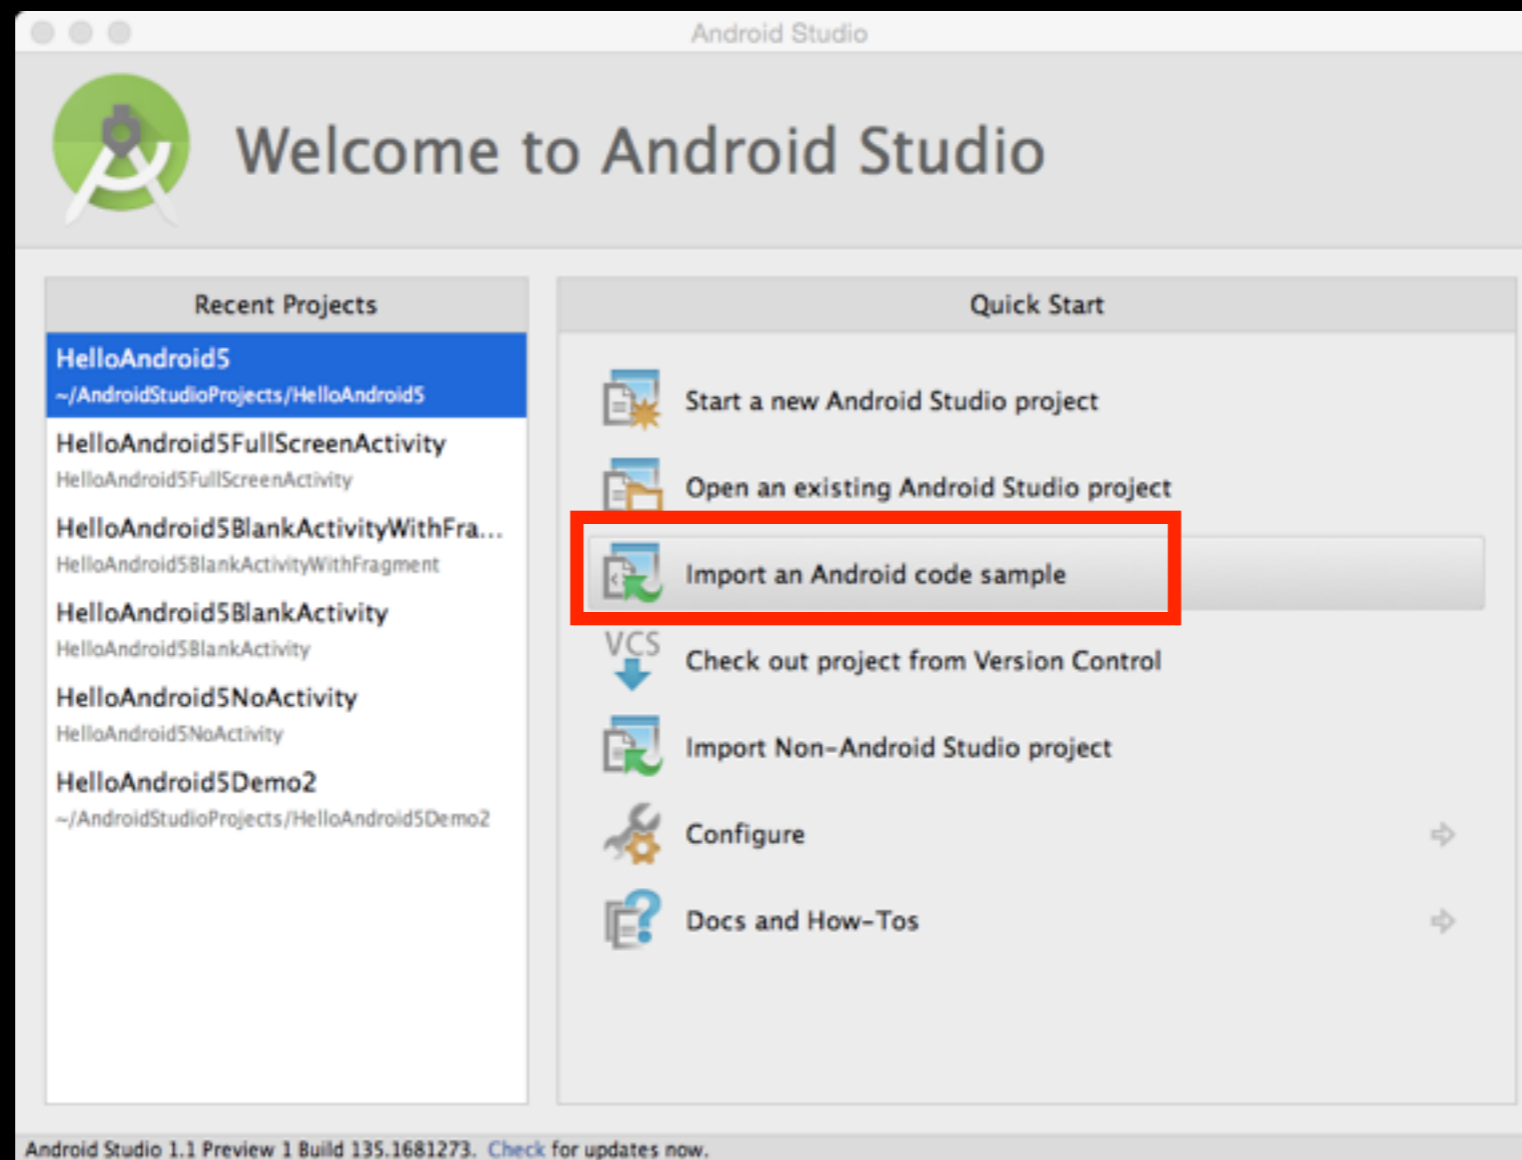 Android Studio
Welcome to Android Studio
Recent Projects
HelloAndroid5
~/AndroidStudioProjects/HelloAndroid5
HelloAndroid5FullScreenActivity
HelloAndroid5FullScreenActivity
HelloAndroid5BlankActivityWithFra...
HelloAndroid5BlankActivityWithFragment
HelloAndroid5BlankActivity
HelloAndroid5BlankActivity
HelloAndroid5NoActivity
HelloAndroid5NoActivity
HelloAndroid5Demo2
~/AndroidStudioProjects/HelloAndroid5Demo2
Quick Start
Start a new Android Studio project
Open an existing Android Studio project
Import an Android code sample
VCS
Check out project from Version Control
Import Non-Android Studio project
Configure
Docs and How-Tos
Android Studio 1.1 Preview 1 Build 135.1681273. Check for updates now.